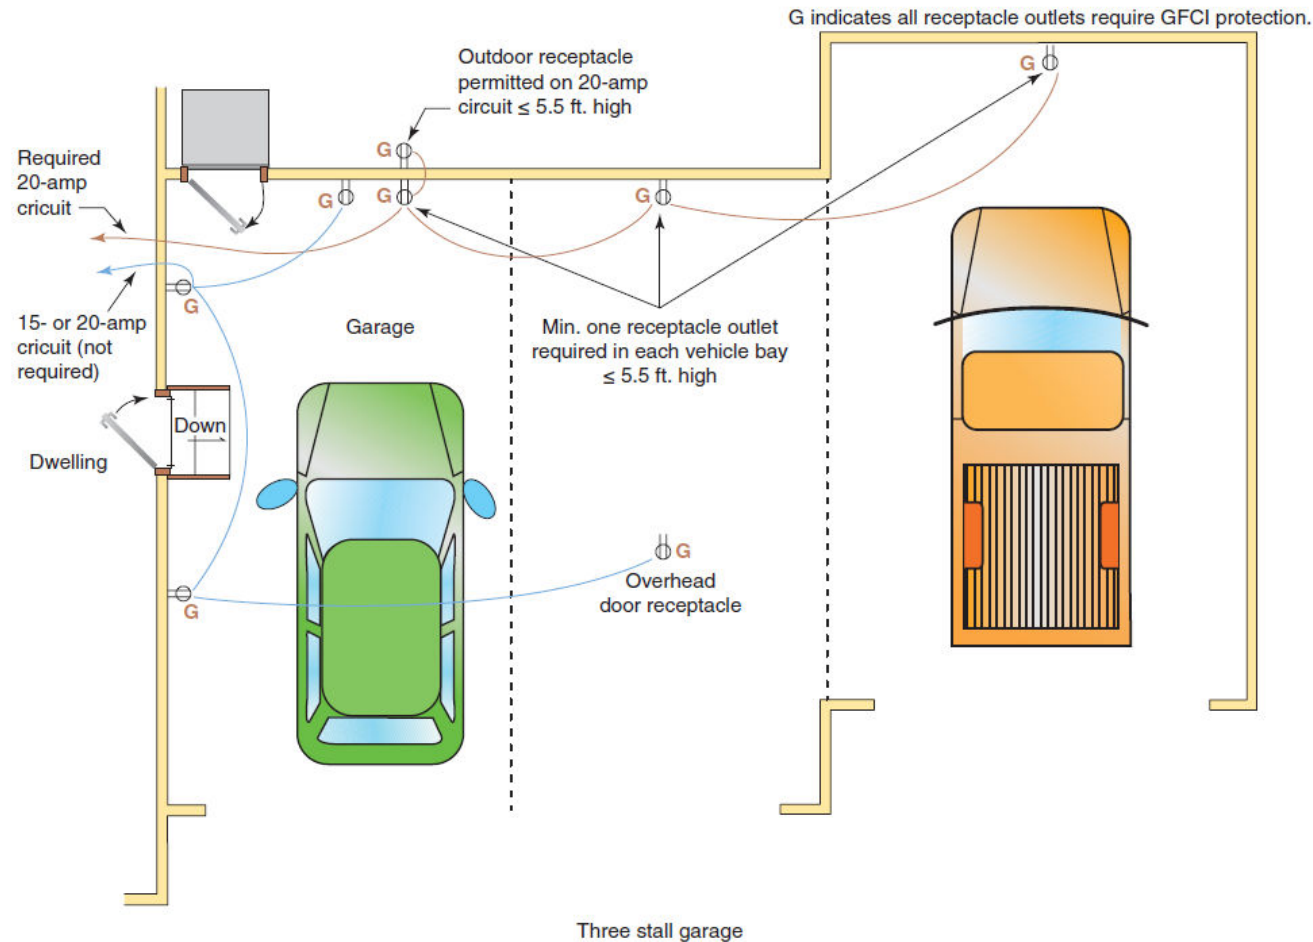 G indicates all receptacle outlets require GFCI protection.
Outdoor receptacle
permitted on 20-amp
circuit ≤ 5.5 ft. high
G
G
G
G
G
Required
20-amp
cricuit
G
15- or 20-amp
cricuit (not
required)
Garage
Min. one receptacle outlet
required in each vehicle bay
≤ 5.5 ft. high
Down
Dwelling
G
Overhead
door receptacle
G
Three stall garage